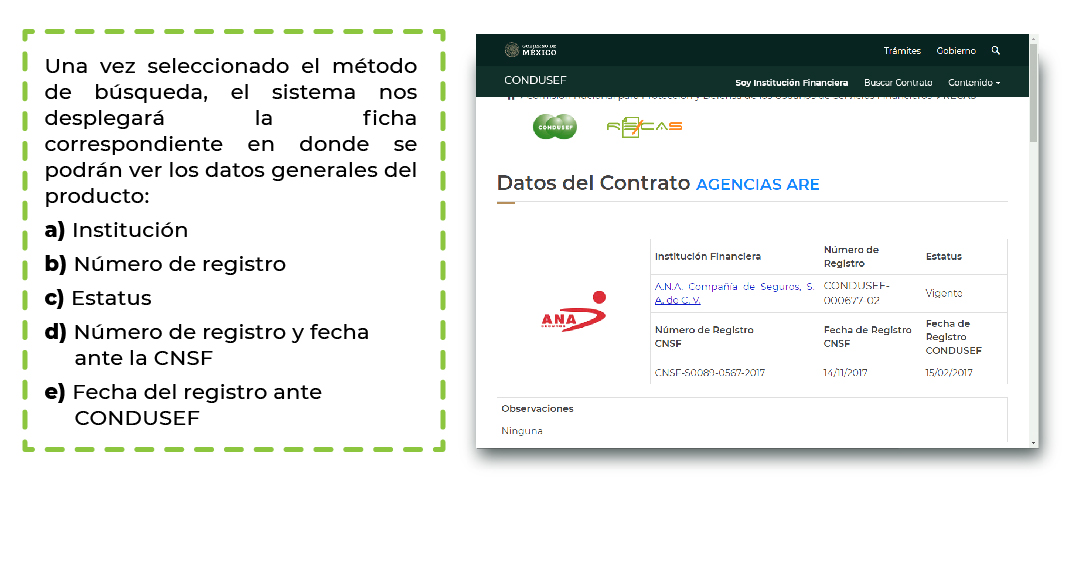 Una vez seleccionado el método
de búsqueda, el sistema nos
desplegará la ficha
correspondiente en donde se
podrán ver los datos generales del
producto:
a) Institución
b) Número de registro
c) Estatus
d) Número de registro y fecha
ante la CNSF
e) Fecha del registro ante
CONDUSEF
GOBIERNO DE
MÉXICO
Trámites Gobierno
CONDUSEF
Soy Institución Financiera Buscar Contrato Contenido
CONDUSEF
RECAS
Datos del Contrato AGENCIAS ARE
Institución Financiera
Número de
Registro
Estatus
A.N.A. Compañía de Seguros, S.
A. de C. V.
CONDUSEF-
000677-02
Vigente
ANA
SEGUROS
Número de Registro
CNSF
Fecha de Registro
CNSF
Fecha de
Registro
CONDUSEF
CNSF-S0089-0567-2017
14/11/2017
15/02/2017
Observaciones
Ninguna